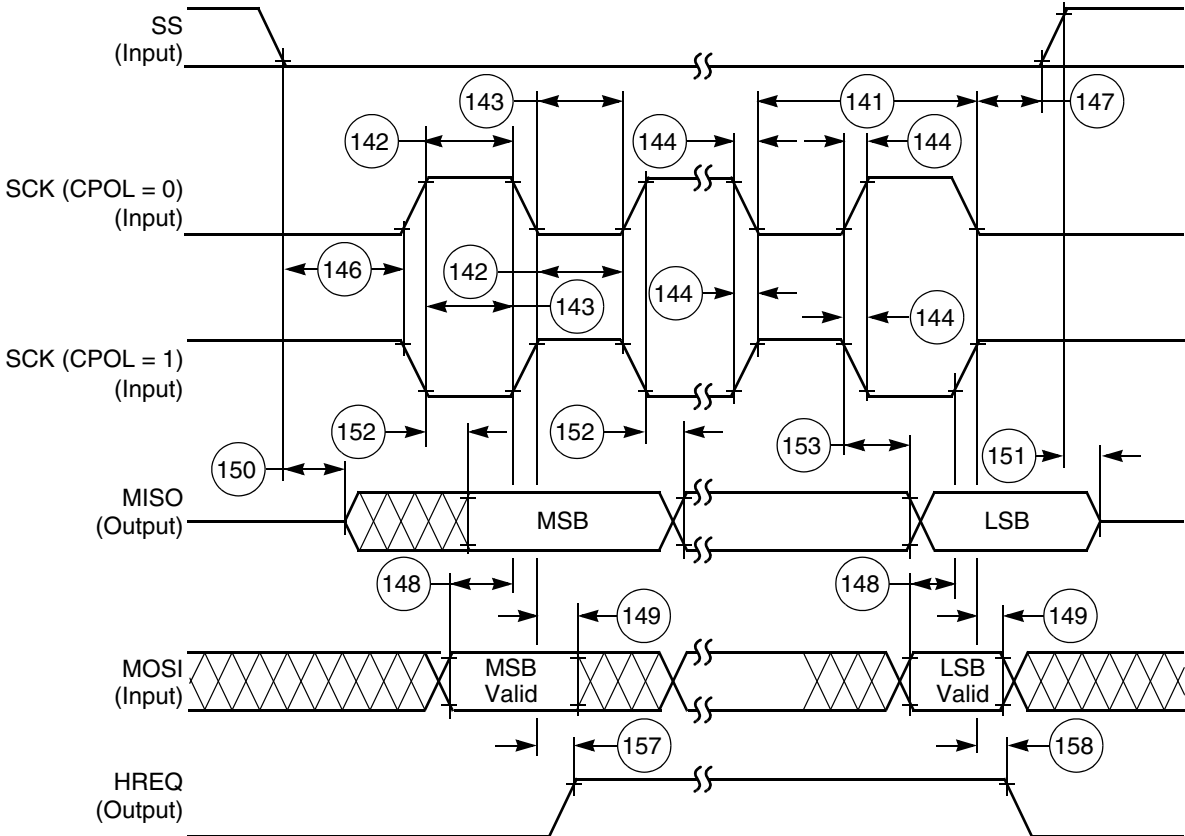 SS
(Input)
143
141
147
142
144
144
SCK (CPOL = 0)
(Input)
146
142
144
143
144
SCK (CPOL = 1)
(Input)
152
152
153
151
150
MISO
(Output)
MSB
LSB
148
148
149
149
MOSI
(Input)
MSB
Valid
LSB
Valid
157
158
HREQ
(Output)